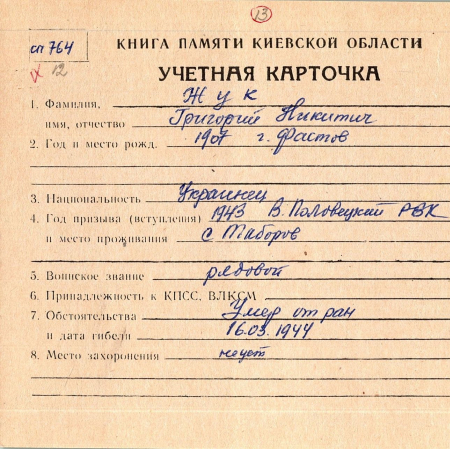 13
сп 764
IX 12
КНИГА ПАМЯТИ КИЕВСКОЙ ОБЛАСТИ
УЧЕТНАЯ КАРТОЧКА
1. Фамилия, Жук
имя, отчество Григорий Никитич
2. Год и место рожд. 1907 г. Фастов
3. Национальность Украинец
4. Год призыва (вступления) 1943 В. Половецкий РВК
и место проживания с Таборов
5. Воинское звание рядовой
6. Принадлежность к КПСС, ВЛКСМ
7. Обстоятельства Умер от ран
и дата гибели 16.03.1944
8. Место захоронения